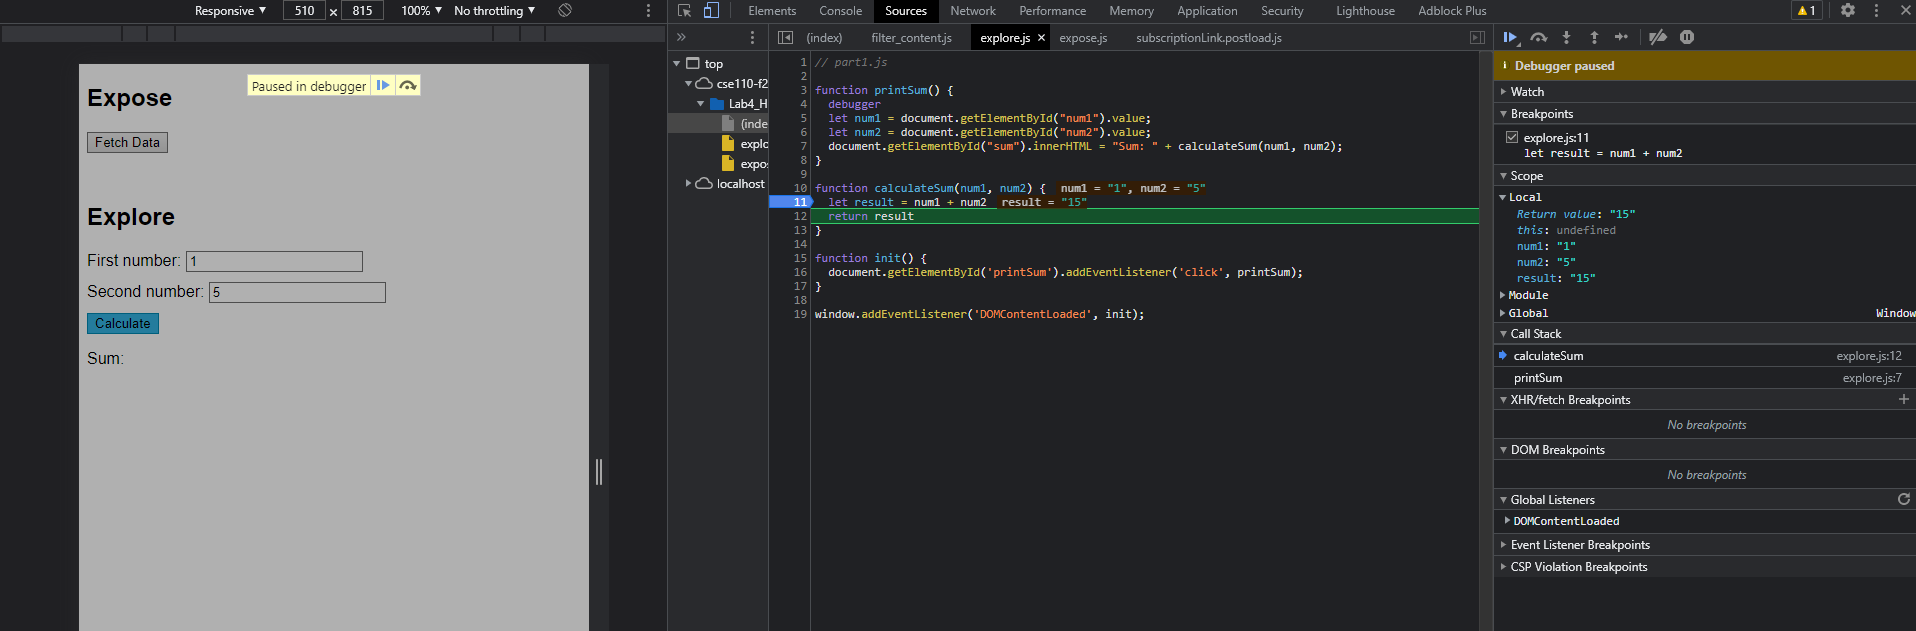 Responsive ▼ 510 × 815 100% ▼ No throttling ▼
Elements Console Sources Network Performance Memory Application Security Lighthouse Adblock Plus 1
(index) filter_content.js explore.js × expose.js subscriptionLink.postload.js
Paused in debugger
Expose
Fetch Data
Explore
First number: 1
Second number: 5
Calculate
Sum:
top
cse110-f2
Lab4_H
(inde
explo
expo
localhost
1 // part1.js
2
3 function printSum() {
4 debugger
5 let num1 = document.getElementById("num1").value;
6 let num2 = document.getElementById("num2").value;
7 document.getElementById("sum").innerHTML = "Sum: " + calculateSum(num1, num2);
8 }
9
10 function calculateSum(num1, num2) { num1 = "1", num2 = "5"
11 let result = num1 + num2 result = "15"
12 return result
13 }
14
15 function init() {
16 document.getElementById('printSum').addEventListener('click', printSum);
17 }
18
19 window.addEventListener('DOMContentLoaded', init);
Debugger paused
Watch
Breakpoints
explore.js:11
let result = num1 + num2
Scope
Local
Return value: "15"
this: undefined
num1: "1"
num2: "5"
result: "15"
Module
Global Window
Call Stack
calculateSum explore.js:12
printSum explore.js:7
XHR/fetch Breakpoints
No breakpoints
DOM Breakpoints
No breakpoints
Global Listeners
DOMContentLoaded
Event Listener Breakpoints
CSP Violation Breakpoints